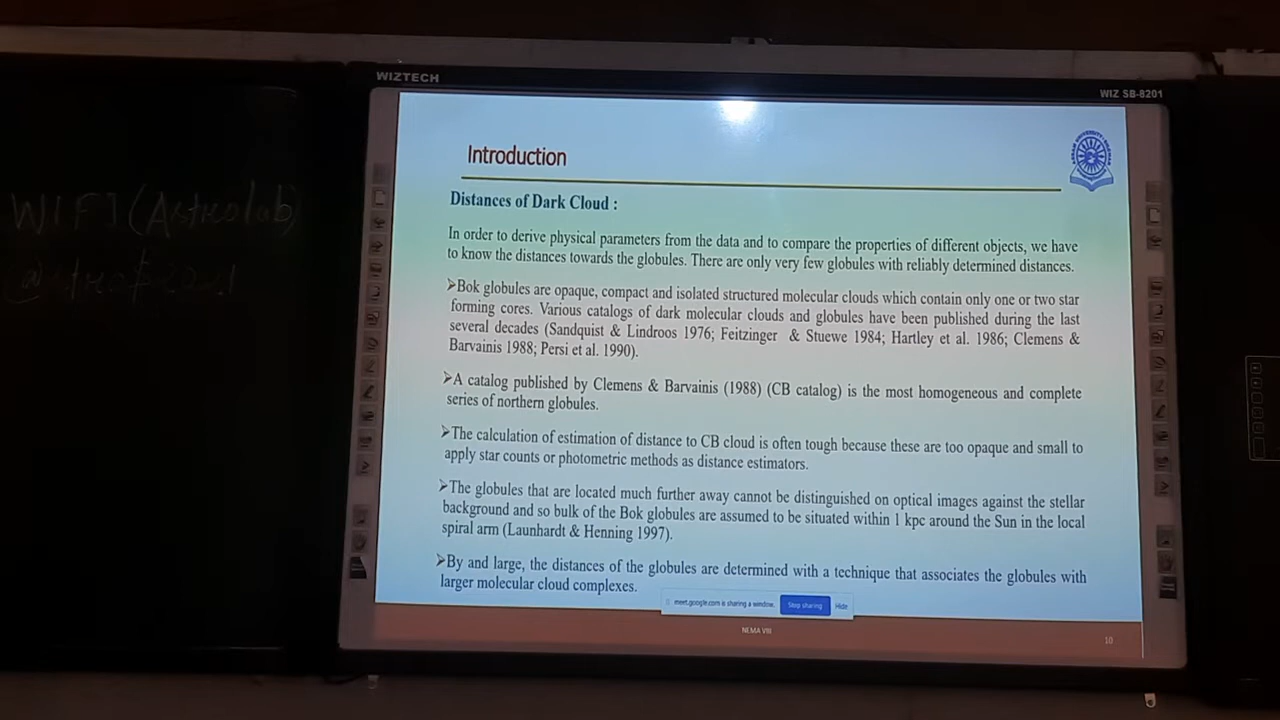 WIZTECH
WIZ SB-8201
Introduction
Distances of Dark Cloud :
In order to derive physical parameters from the data and to compare the properties of different objects, we have
to know the distances towards the globules. There are only very few globules with reliably determined distances.
➢Bok globules are opaque, compact and isolated structured molecular clouds which contain only one or two star
forming cores. Various catalogs of dark molecular clouds and globules have been published during the last
several decades (Sandquist & Lindroos 1976; Feitzinger & Stuewe 1984; Hartley et al. 1986; Clemens &
Barvainis 1988; Persi et al. 1990).
➢A catalog published by Clemens & Barvainis (1988) (CB catalog) is the most homogeneous and complete
series of northern globules.
➢The calculation of estimation of distance to CB cloud is often tough because these are too opaque and small to
apply star counts or photometric methods as distance estimators.
➢The globules that are located much further away cannot be distinguished on optical images against the stellar
background and so bulk of the Bok globules are assumed to be situated within 1 kpc around the Sun in the local
spiral arm (Launhardt & Henning 1997).
➢By and large, the distances of the globules are determined with a technique that associates the globules with
larger molecular cloud complexes.
meet.google.com is sharing a window. Stop sharing Hide
NEMA VIII
10
WIFI (Astrolab)